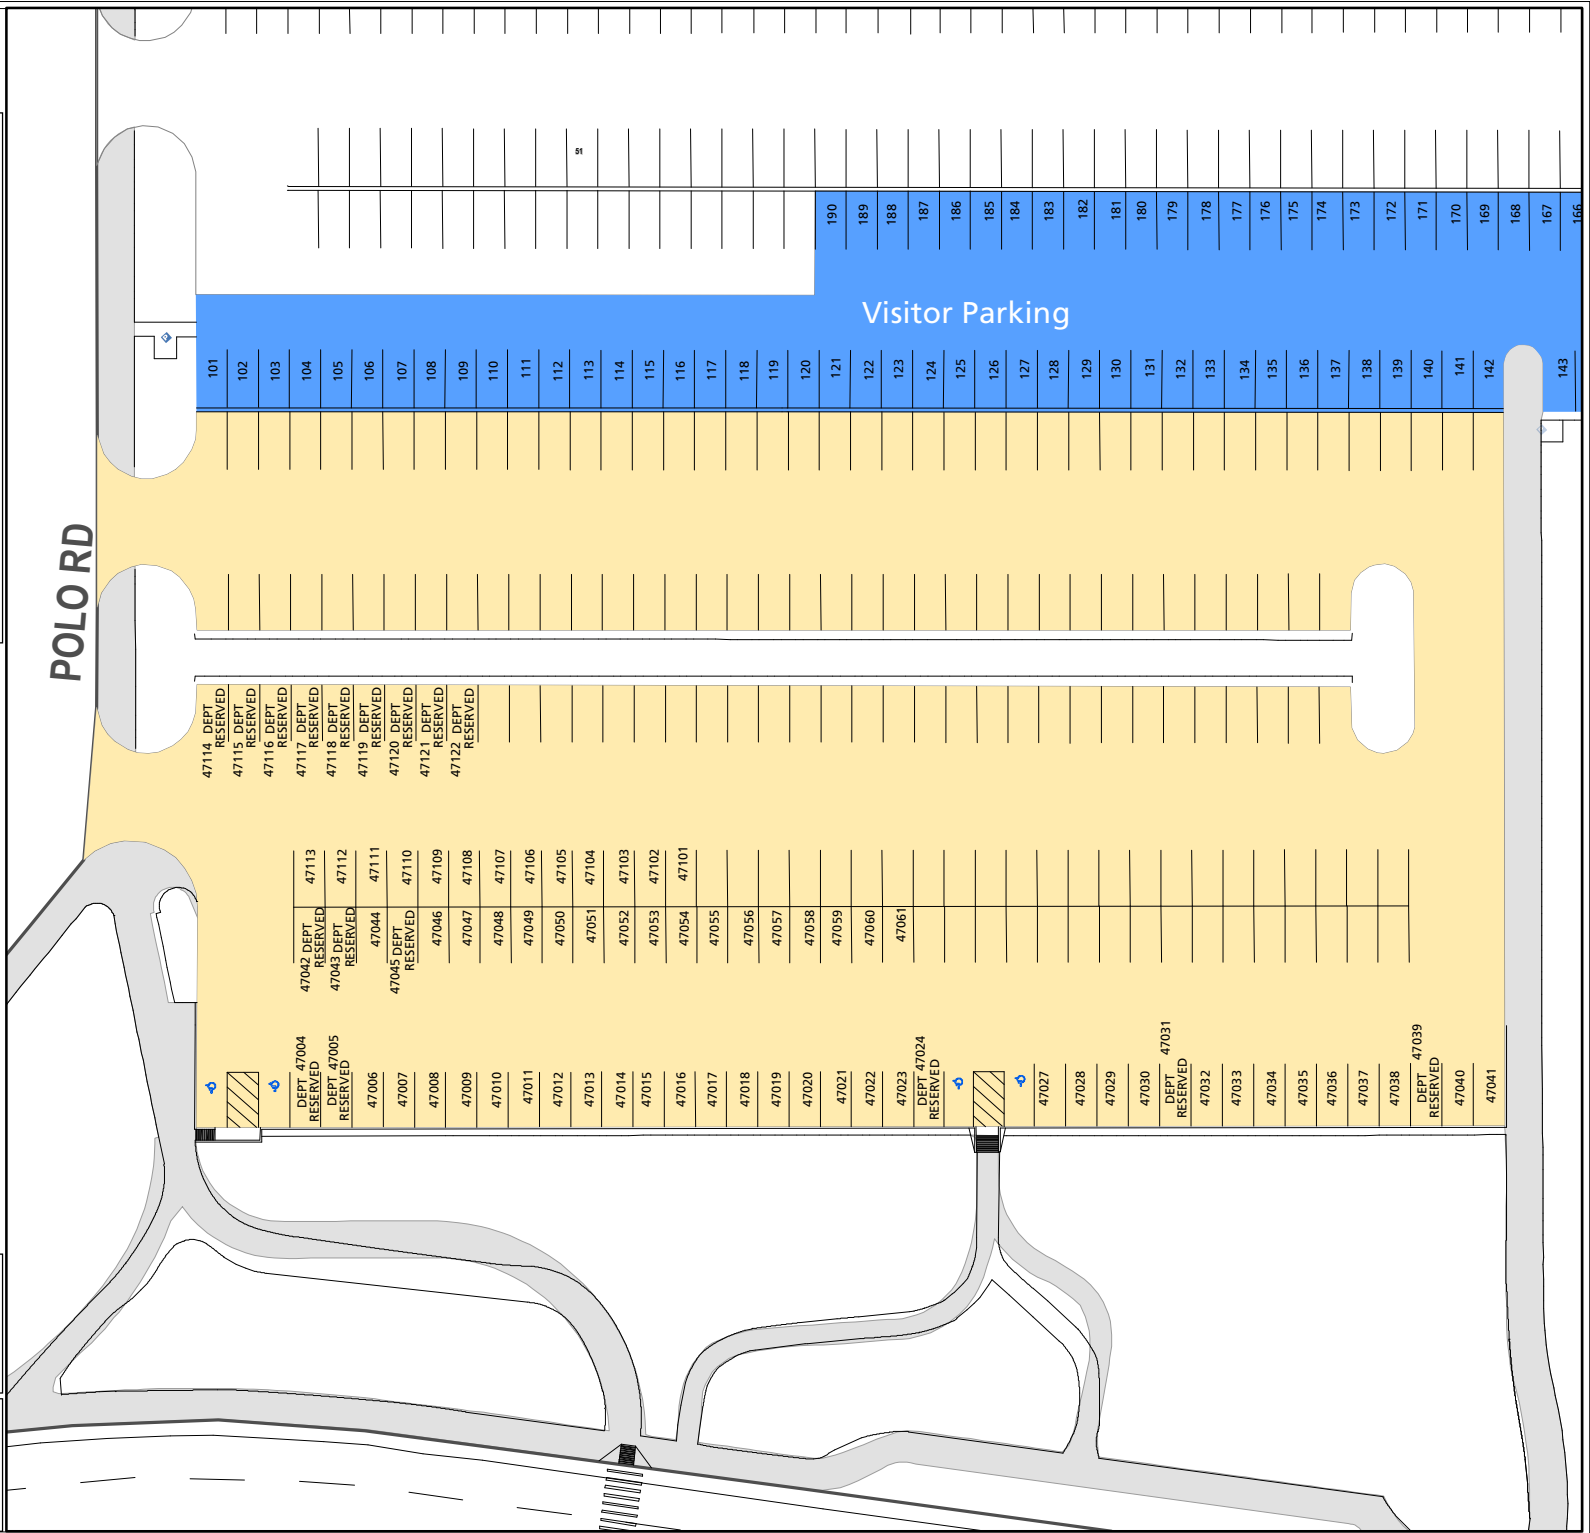 51
190 189 188 187 186 185 184 183 182 181 180 179 178 177 176 175 174 173 172 171 170 169 168 167 166
Visitor Parking
101 102 103 104 105 106 107 108 109 110 111 112 113 114 115 116 117 118 119 120 121 122 123 124 125 126 127 128 129 130 131 132 133 134 135 136 137 138 139 140 141 142 143
POLO RD
47114 DEPT
RESERVED
47115 DEPT
RESERVED
47116 DEPT
RESERVED
47117 DEPT
RESERVED
47118 DEPT
RESERVED
47119 DEPT
RESERVED
47120 DEPT
RESERVED
47121 DEPT
RESERVED
47122 DEPT
RESERVED
47113 47112 47111 47110 47109 47108 47107 47106 47105 47104 47103 47102 47101
47042 DEPT
RESERVED
47043 DEPT
RESERVED
47044
47045 DEPT
RESERVED
47046 47047 47048 47049 47050 47051 47052 47053 47054 47055 47056 47057 47058 47059 47060 47061
DEPT 47004
RESERVED
DEPT 47005
RESERVED
47006 47007 47008 47009 47010 47011 47012 47013 47014 47015 47016 47017 47018 47019 47020 47021 47022 47023
DEPT 47024
RESERVED
47027 47028 47029 47030
47031
DEPT
RESERVED
47032 47033 47034 47035 47036 47037 47038
47039
DEPT
RESERVED
47040 47041